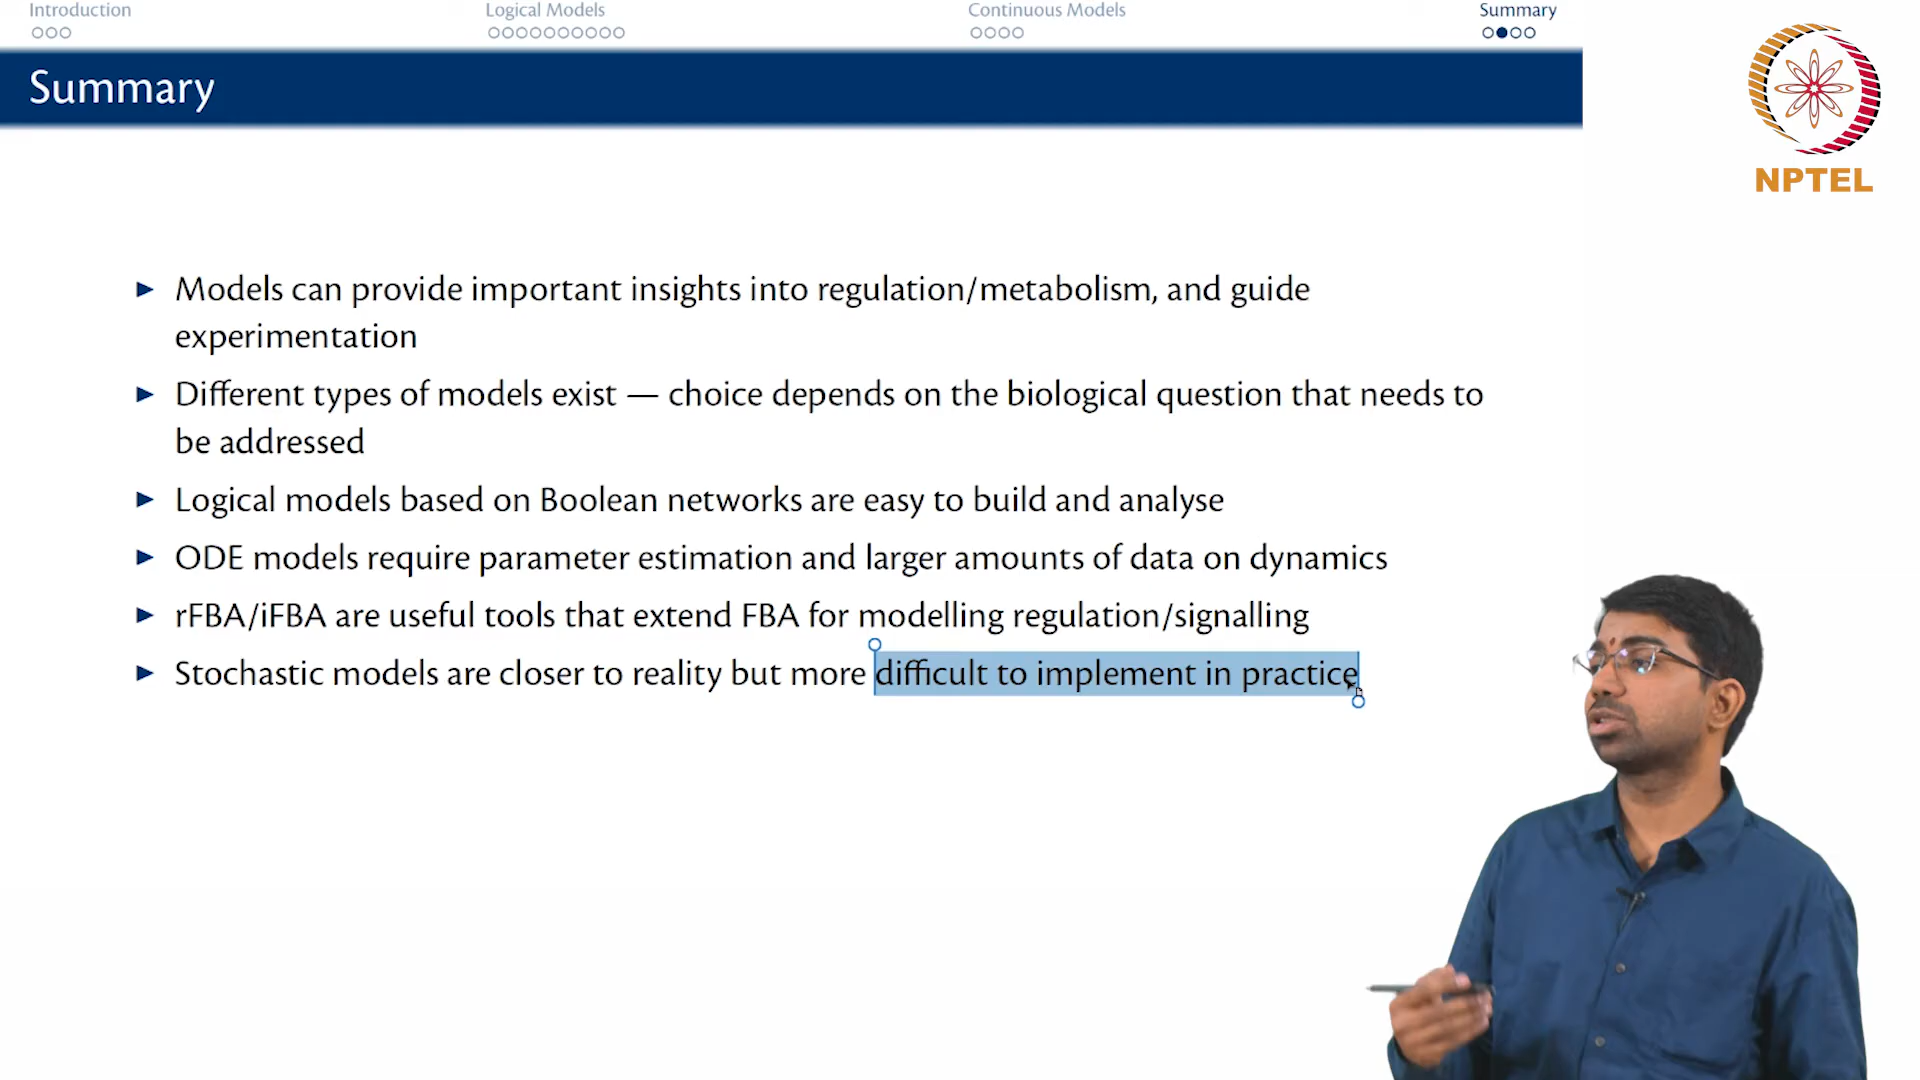 Introduction
Logical Models
Continuous Models
Summary
Summary
NPTEL
Models can provide important insights into regulation/metabolism, and guide
experimentation
Different types of models exist — choice depends on the biological question that needs to
be addressed
Logical models based on Boolean networks are easy to build and analyse
ODE models require parameter estimation and larger amounts of data on dynamics
rFBA/iFBA are useful tools that extend FBA for modelling regulation/signalling
Stochastic models are closer to reality but more difficult to implement in practice